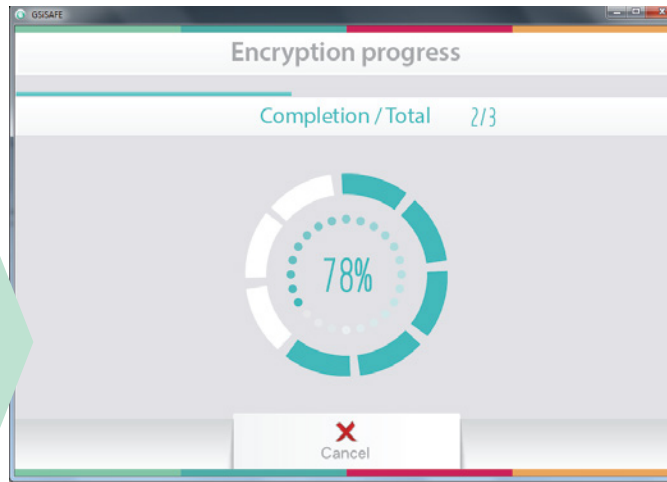 GSiSAFE
Encryption progress
Completion / Total 2/3
78%
Cancel